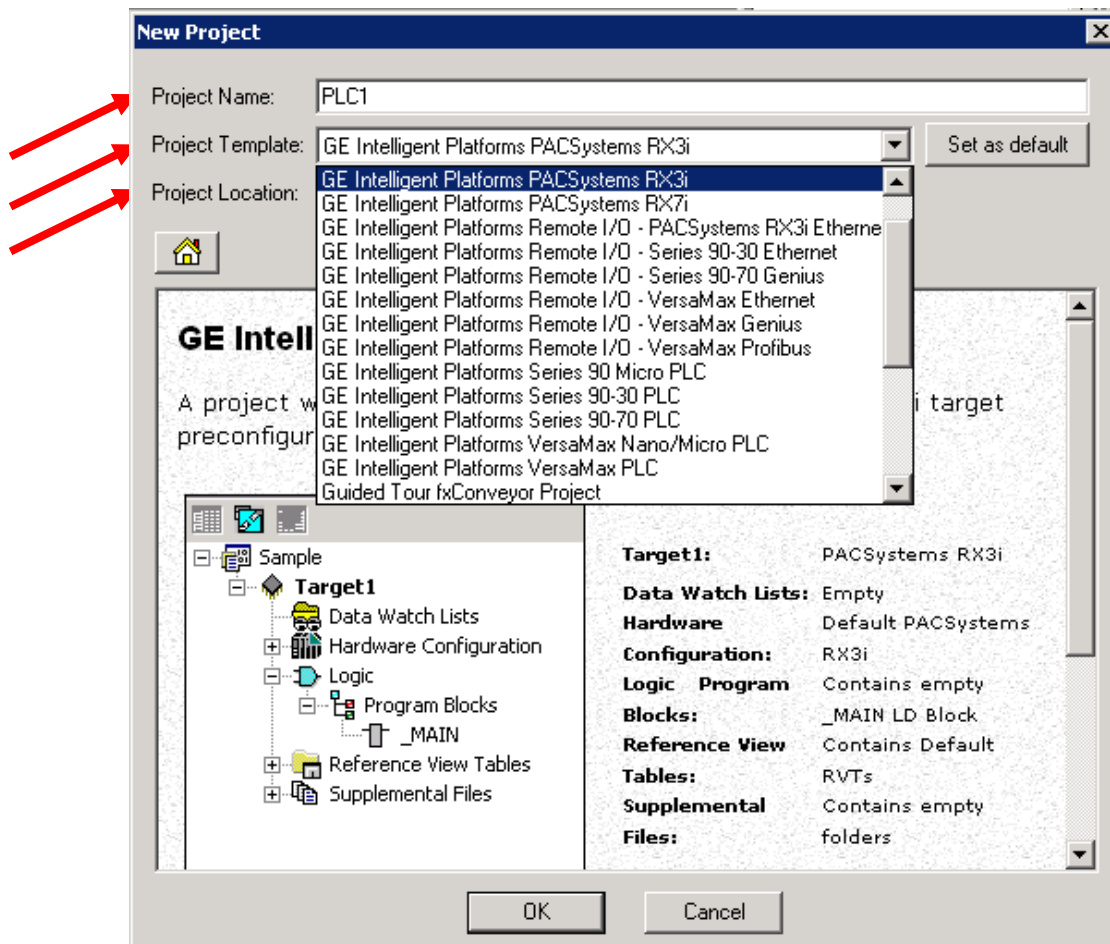 New Project
Project Name: PLC1
Project Template: GE Intelligent Platforms PACSystems RX3i Set as default
Project Location:
GE Intelligent Platforms PACSystems RX3i
GE Intelligent Platforms PACSystems RX7i
GE Intelligent Platforms Remote I/O - PACSystems RX3i Etherne
GE Intelligent Platforms Remote I/O - Series 90-30 Ethernet
GE Intelligent Platforms Remote I/O - Series 90-70 Genius
GE Intelligent Platforms Remote I/O - VersaMax Ethernet
GE Intelligent Platforms Remote I/O - VersaMax Genius
GE Intelligent Platforms Remote I/O - VersaMax Profibus
GE Intelligent Platforms Series 90 Micro PLC
GE Intelligent Platforms Series 90-30 PLC
GE Intelligent Platforms Series 90-70 PLC
GE Intelligent Platforms VersaMax Nano/Micro PLC
GE Intelligent Platforms VersaMax PLC
Guided Tour fxConveyor Project
GE Intell
A project w i target
preconfigur
Sample
Target1
Data Watch Lists
Hardware Configuration
Logic
Program Blocks
_MAIN
Reference View Tables
Supplemental Files
Target1: PACSystems RX3i
Data Watch Lists: Empty
Hardware Default PACSystems
Configuration: RX3i
Logic Program Contains empty
Blocks: _MAIN LD Block
Reference View Contains Default
Tables: RVTs
Supplemental Contains empty
Files: folders
OK Cancel